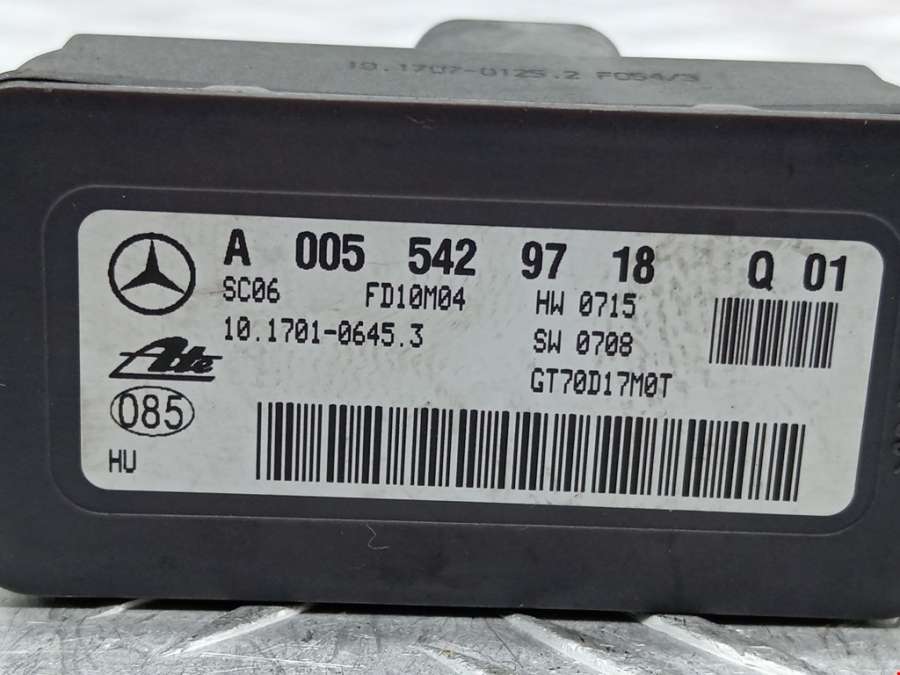 10.1707-0125.2 F054/3
A 005 542 97 18 Q 01
SC06 FD10M04 HW 0715
10.1701-0645.3 SW 0708
Ate GT70D17M0T
085
HU